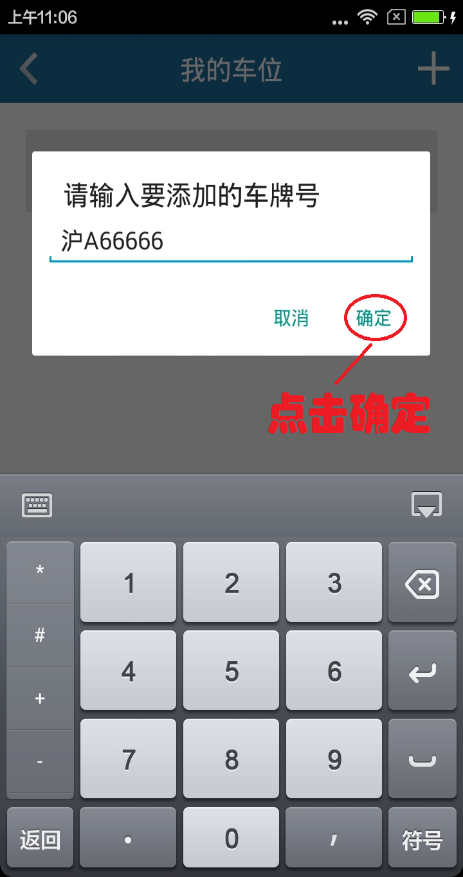 上午11:06
我的车位
请输入要添加的车牌号
沪A66666
取消 确定
点击确定
* 1 2 3
# 4 5 6
+
- 7 8 9
返回 . 0 , 符号